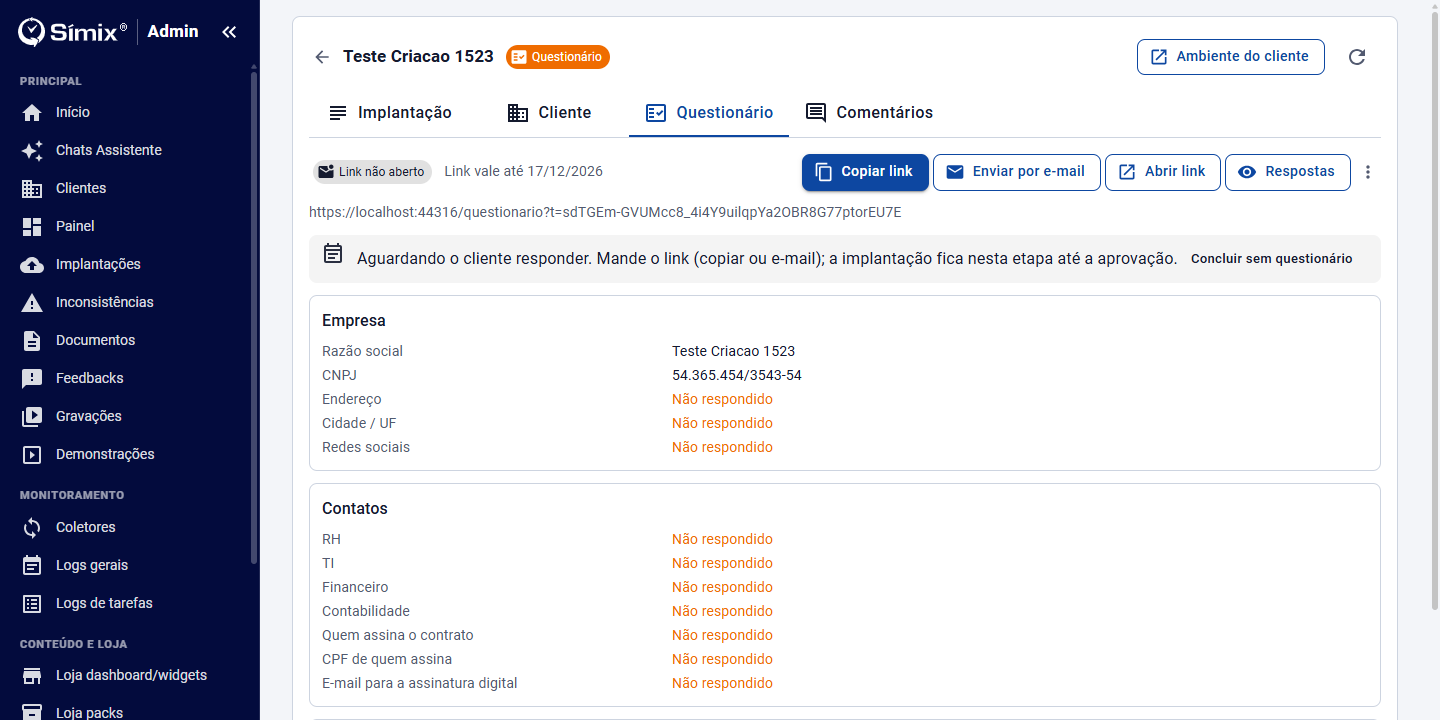 Símix® Admin
PRINCIPAL
Início
Chats Assistente
Clientes
Painel
Implantações
Inconsistências
Documentos
Feedbacks
Gravações
Demonstrações
MONITORAMENTO
Coletores
Logs gerais
Logs de tarefas
CONTEÚDO E LOJA
Loja dashboard/widgets
Loja packs
Teste Criacao 1523 Questionário Ambiente do cliente
Implantação Cliente Questionário Comentários
Link não aberto Link vale até 17/12/2026 Copiar link Enviar por e-mail Abrir link Respostas
https://localhost:44316/questionario?t=sdTGEm-GVUMcc8_4i4Y9uilqpYa2OBR8G77ptorEU7E
Aguardando o cliente responder. Mande o link (copiar ou e-mail); a implantação fica nesta etapa até a aprovação. Concluir sem questionário
Empresa
Razão social Teste Criacao 1523
CNPJ 54.365.454/3543-54
Endereço Não respondido
Cidade / UF Não respondido
Redes sociais Não respondido
Contatos
RH Não respondido
TI Não respondido
Financeiro Não respondido
Contabilidade Não respondido
Quem assina o contrato Não respondido
CPF de quem assina Não respondido
E-mail para a assinatura digital Não respondido